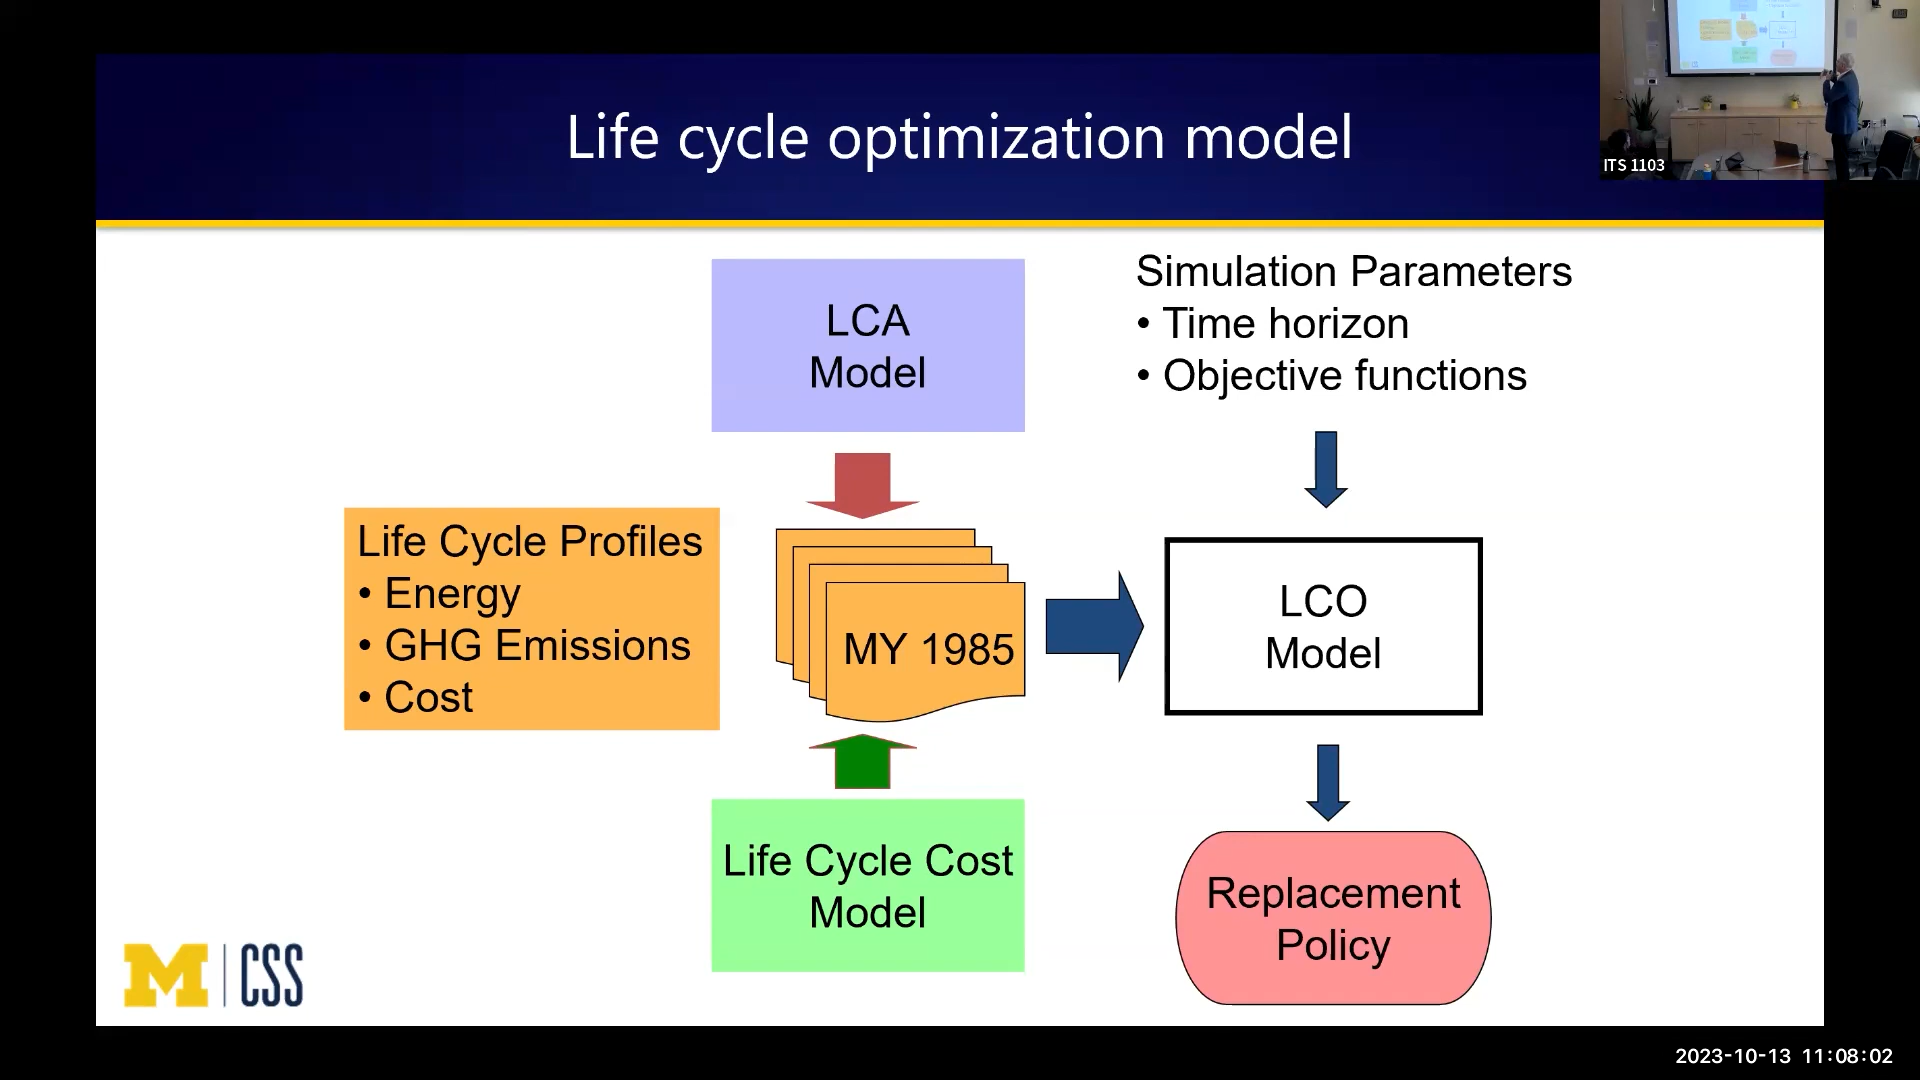 Life cycle optimization model
ITS 1103
LCA
Model
Simulation Parameters
• Time horizon
• Objective functions
Life Cycle Profiles
• Energy
• GHG Emissions
• Cost
MY 1985
LCO
Model
Life Cycle Cost
Model
Replacement
Policy
M | CSS
2023-10-13 11:08:02